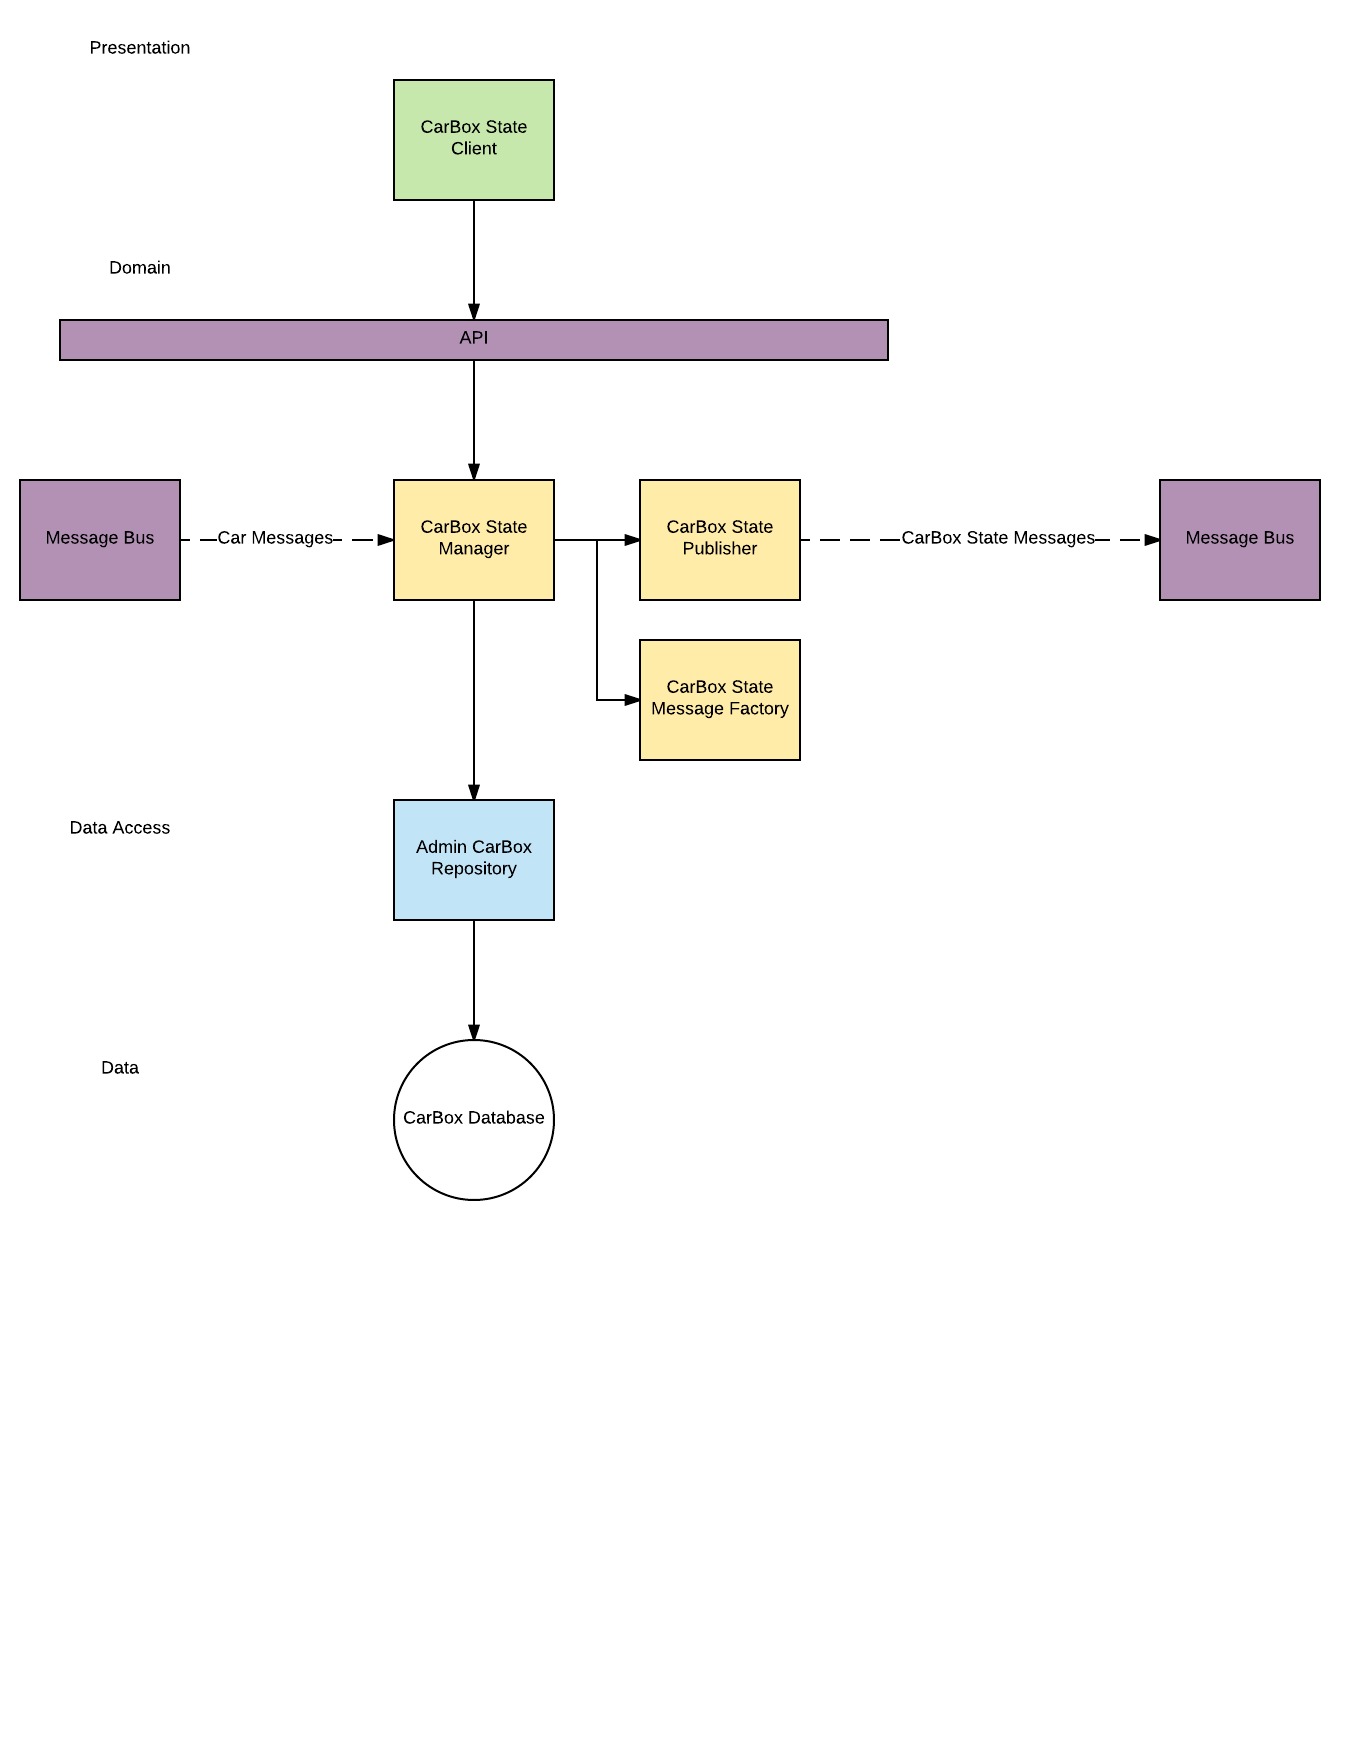 Presentation
CarBox State
Client
Domain
API
Message Bus
Car Messages
CarBox State
Manager
CarBox State
Publisher
CarBox State Messages
Message Bus
CarBox State
Message Factory
Data Access
Admin CarBox
Repository
Data
CarBox Database